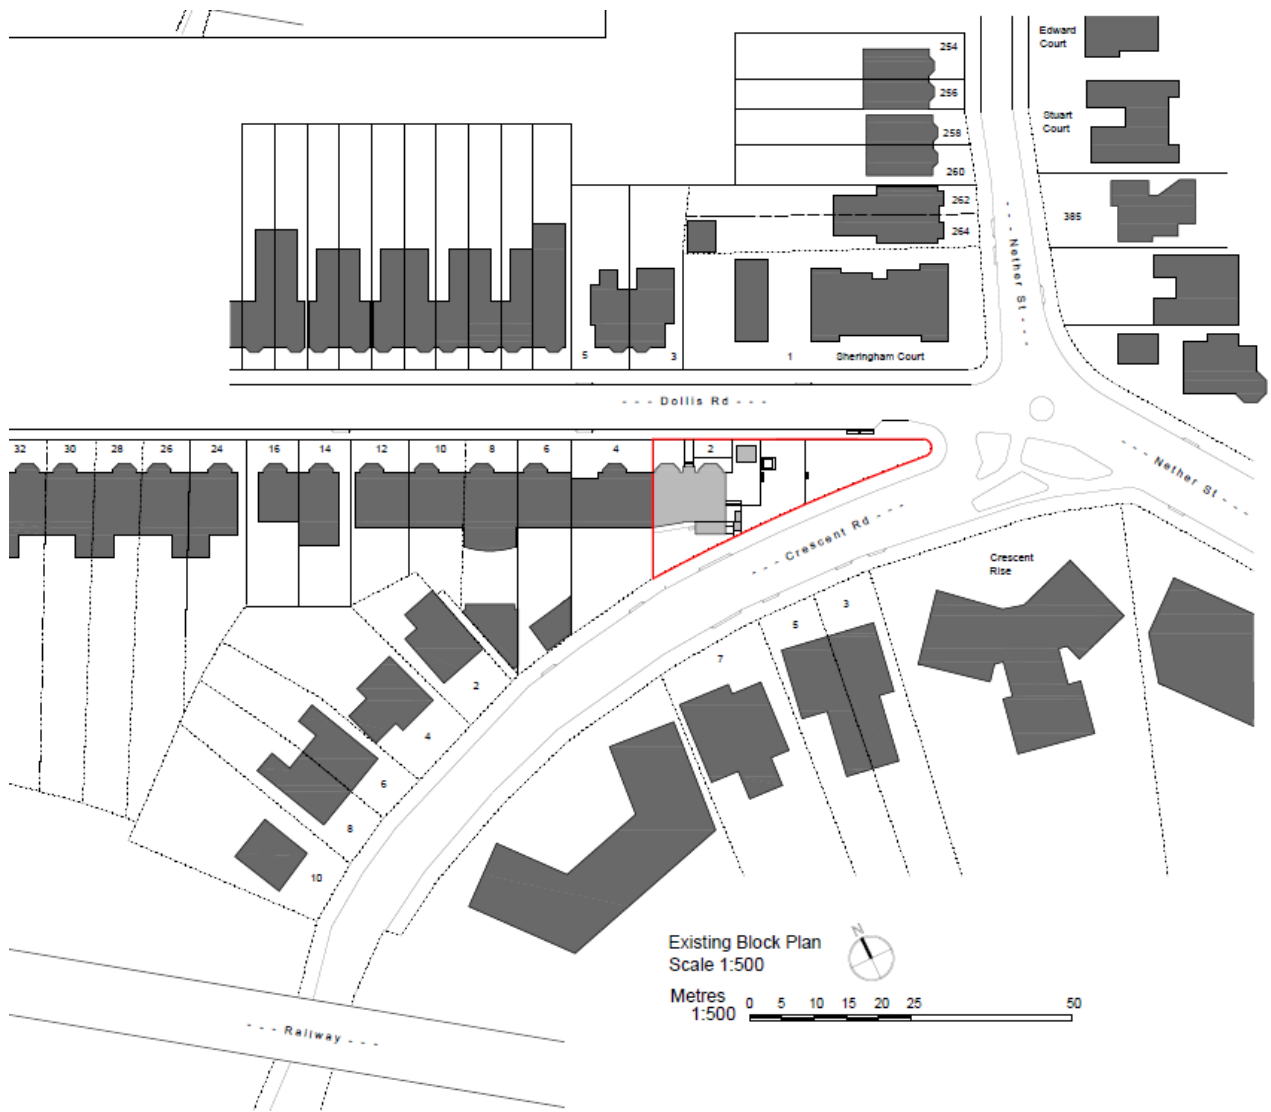 Edward
Court
254
256
Stuart
Court
258
260
262
385
264
- - - Nether St - - -
5
3
1
Sheringham Court
- - - Dollis Rd - - -
32
30
28
26
24
16
14
12
10
8
6
4
2
- - - Nether St - - -
- - - Crescent Rd - - -
Crescent
Rise
3
5
7
2
4
6
8
10
Existing Block Plan
Scale 1:500
N
Metres
1:500
0 5 10 15 20 25 50
- - - Railway - - -